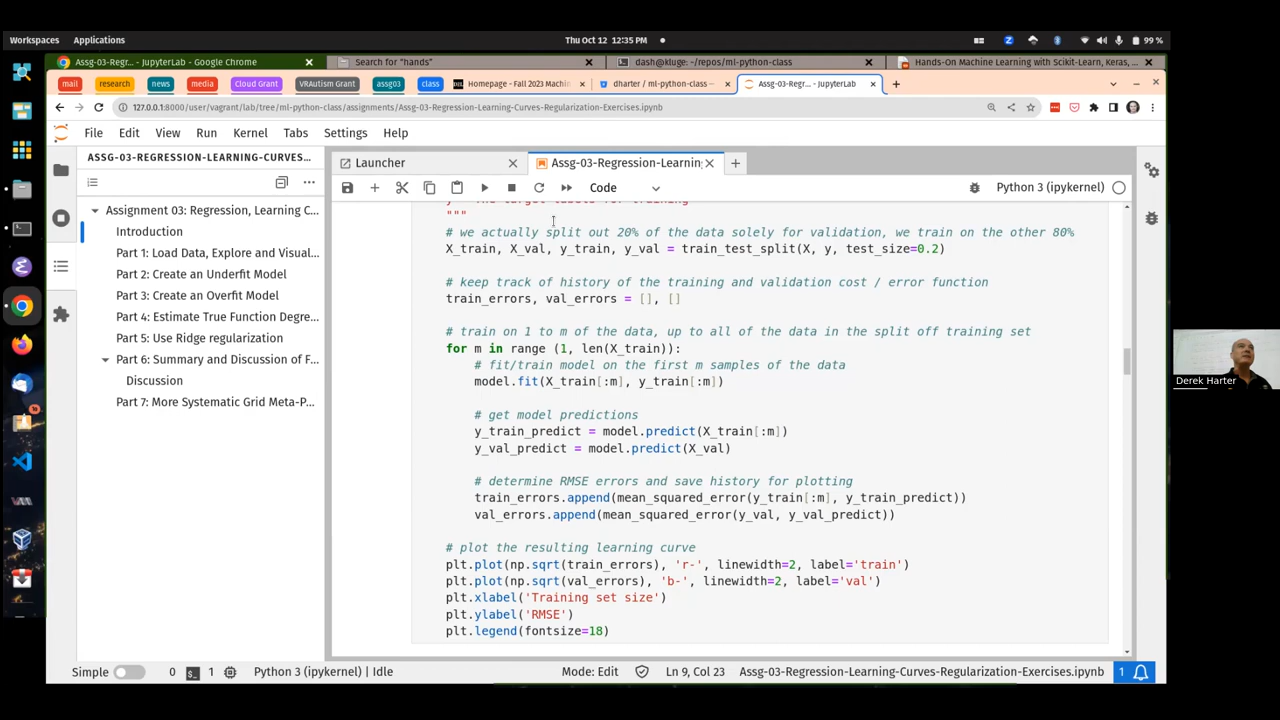 Workspaces Applications Thu Oct 12 12:35 PM 99 %
Assg-03-Regr... - JupyterLab - Google Chrome
Search for "hands"
dash@kluge: ~/repos/ml-python-class
Hands-On Machine Learning with Scikit-Learn, Keras, ...
mail research news media Cloud Grant VRAutism Grant assg03 class
Homepage - Fall 2023 Machin
dharter / ml-python-class —
Assg-03-Regr... - JupyterLab
127.0.0.1:8000/user/vagrant/lab/tree/ml-python-class/assignments/Assg-03-Regression-Learning-Curves-Regularization-Exercises.ipynb
File Edit View Run Kernel Tabs Settings Help
ASSG-03-REGRESSION-LEARNING-CURVES...
Assignment 03: Regression, Learning C...
Introduction
Part 1: Load Data, Explore and Visual...
Part 2: Create an Underfit Model
Part 3: Create an Overfit Model
Part 4: Estimate True Function Degre...
Part 5: Use Ridge regularization
Part 6: Summary and Discussion of F...
Discussion
Part 7: More Systematic Grid Meta-P...
Launcher
Assg-03-Regression-Learnin
Code
Python 3 (ipykernel)
"""
# we actually split out 20% of the data solely for validation, we train on the other 80%
X_train, X_val, y_train, y_val = train_test_split(X, y, test_size=0.2)
# keep track of history of the training and validation cost / error function
train_errors, val_errors = [], []
# train on 1 to m of the data, up to all of the data in the split off training set
for m in range (1, len(X_train)):
# fit/train model on the first m samples of the data
model.fit(X_train[:m], y_train[:m])
# get model predictions
y_train_predict = model.predict(X_train[:m])
y_val_predict = model.predict(X_val)
# determine RMSE errors and save history for plotting
train_errors.append(mean_squared_error(y_train[:m], y_train_predict))
val_errors.append(mean_squared_error(y_val, y_val_predict))
# plot the resulting learning curve
plt.plot(np.sqrt(train_errors), 'r-', linewidth=2, label='train')
plt.plot(np.sqrt(val_errors), 'b-', linewidth=2, label='val')
plt.xlabel('Training set size')
plt.ylabel('RMSE')
plt.legend(fontsize=18)
Simple 0 1 Python 3 (ipykernel) | Idle
Mode: Edit Ln 9, Col 23 Assg-03-Regression-Learning-Curves-Regularization-Exercises.ipynb 1
Derek Harter